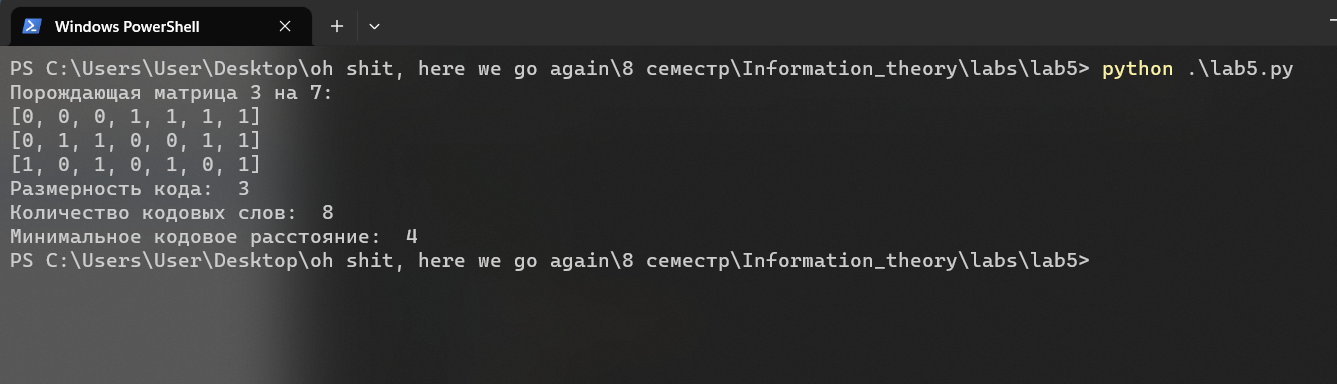 Windows PowerShell
PS C:\Users\User\Desktop\oh shit, here we go again\8 семестр\Information_theory\labs\lab5> python .\lab5.py
Порождающая матрица 3 на 7:
[0, 0, 0, 1, 1, 1, 1]
[0, 1, 1, 0, 0, 1, 1]
[1, 0, 1, 0, 1, 0, 1]
Размерность кода:  3
Количество кодовых слов:  8
Минимальное кодовое расстояние:  4
PS C:\Users\User\Desktop\oh shit, here we go again\8 семестр\Information_theory\labs\lab5>